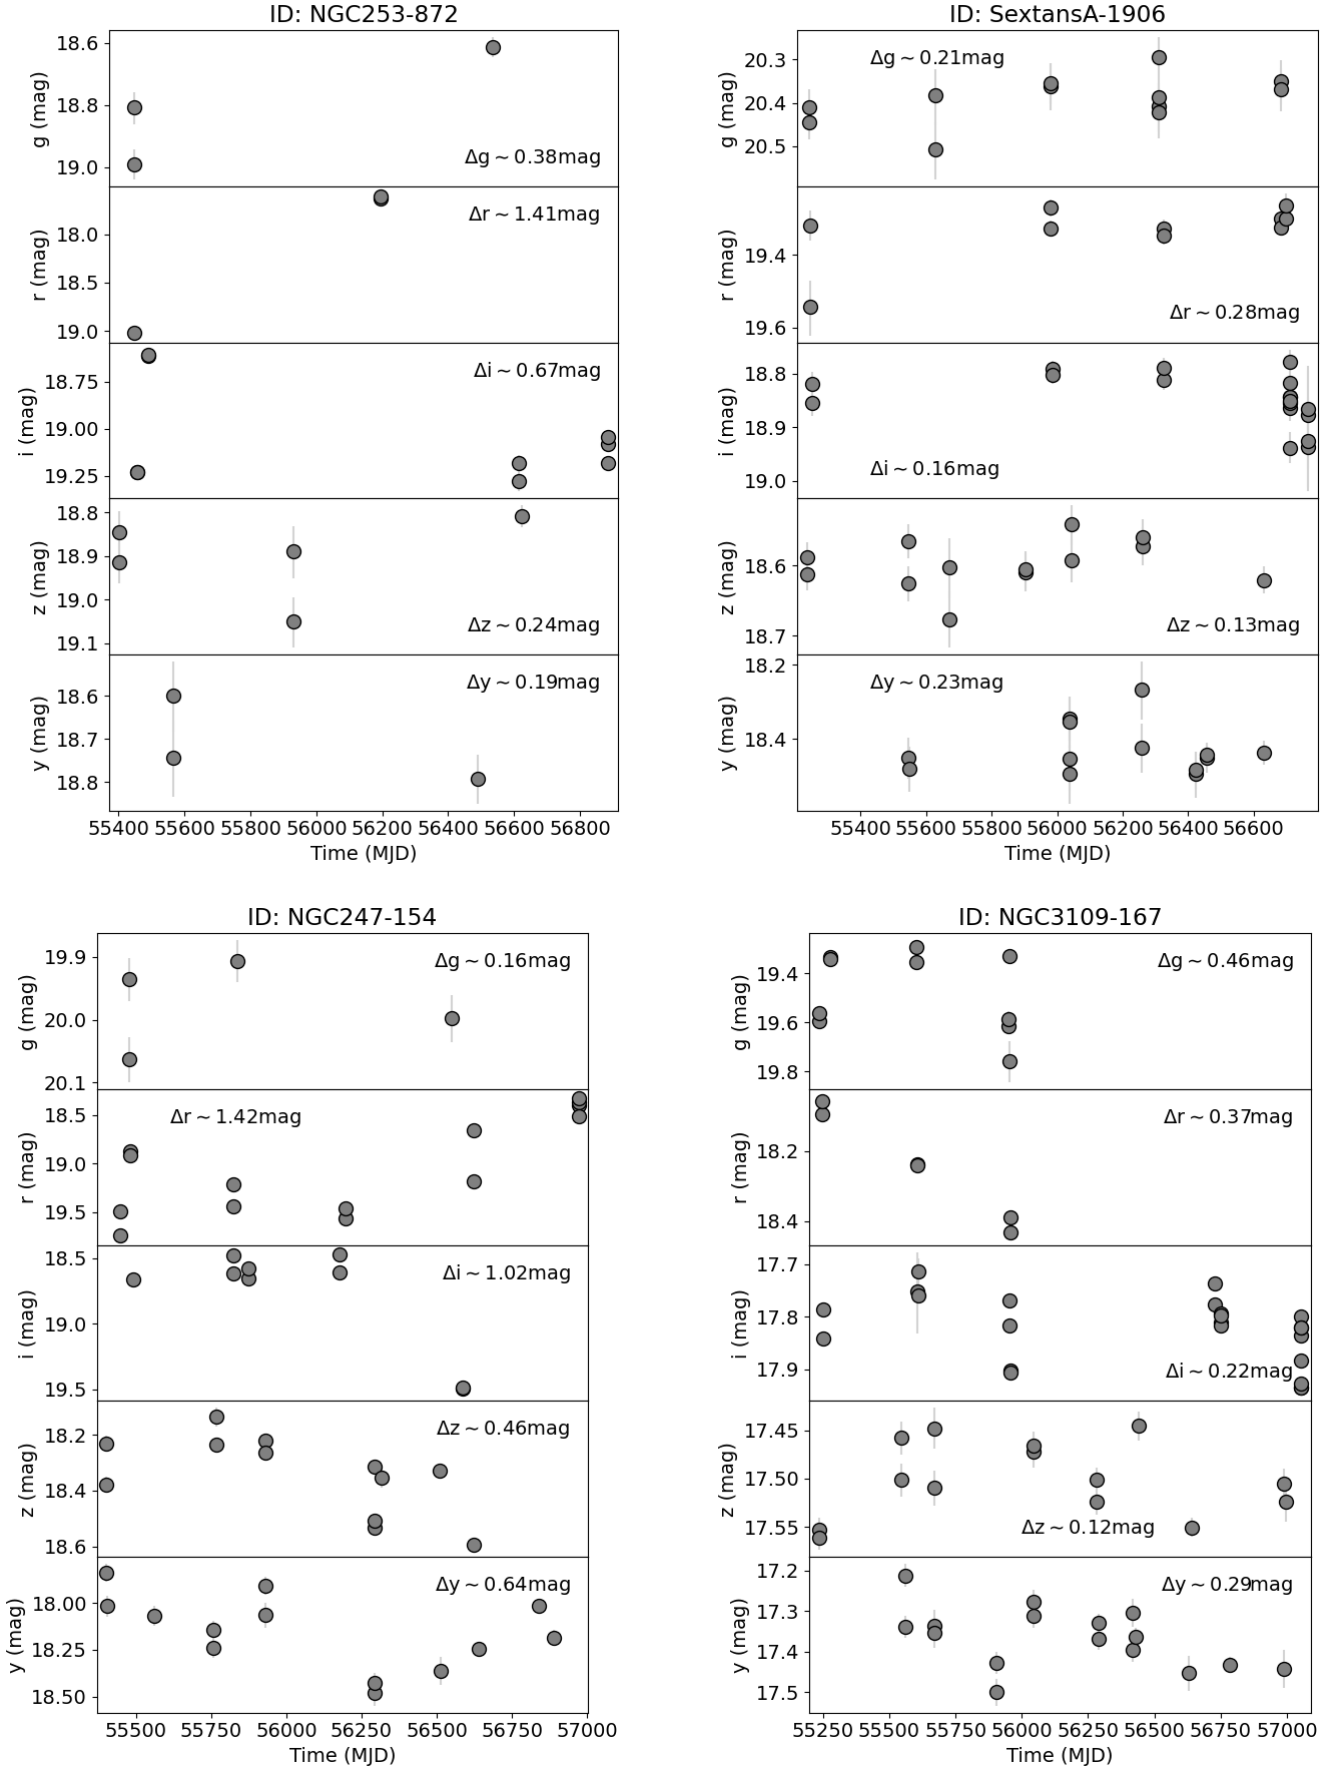 ID: NGC253-872
g (mag)
18.6
18.8
19.0
Δg ~ 0.38mag
r (mag)
18.0
18.5
19.0
Δr ~ 1.41mag
i (mag)
18.75
19.00
19.25
Δi ~ 0.67mag
z (mag)
18.8
18.9
19.0
19.1
Δz ~ 0.24mag
y (mag)
18.6
18.7
18.8
Δy ~ 0.19mag
55400 55600 55800 56000 56200 56400 56600 56800
Time (MJD)
ID: SextansA-1906
g (mag)
20.3
20.4
20.5
Δg ~ 0.21mag
r (mag)
19.4
19.6
Δr ~ 0.28mag
i (mag)
18.8
18.9
19.0
Δi ~ 0.16mag
z (mag)
18.6
18.7
Δz ~ 0.13mag
y (mag)
18.2
18.4
Δy ~ 0.23mag
55400 55600 55800 56000 56200 56400 56600
Time (MJD)
ID: NGC247-154
g (mag)
19.9
20.0
20.1
Δg ~ 0.16mag
r (mag)
18.5
19.0
19.5
Δr ~ 1.42mag
i (mag)
18.5
19.0
19.5
Δi ~ 1.02mag
z (mag)
18.2
18.4
18.6
Δz ~ 0.46mag
y (mag)
18.00
18.25
18.50
Δy ~ 0.64mag
55500 55750 56000 56250 56500 56750 57000
Time (MJD)
ID: NGC3109-167
g (mag)
19.4
19.6
19.8
Δg ~ 0.46mag
r (mag)
18.2
18.4
Δr ~ 0.37mag
i (mag)
17.7
17.8
17.9
Δi ~ 0.22mag
z (mag)
17.45
17.50
17.55
Δz ~ 0.12mag
y (mag)
17.2
17.3
17.4
17.5
Δy ~ 0.29mag
55250 55500 55750 56000 56250 56500 56750 57000
Time (MJD)